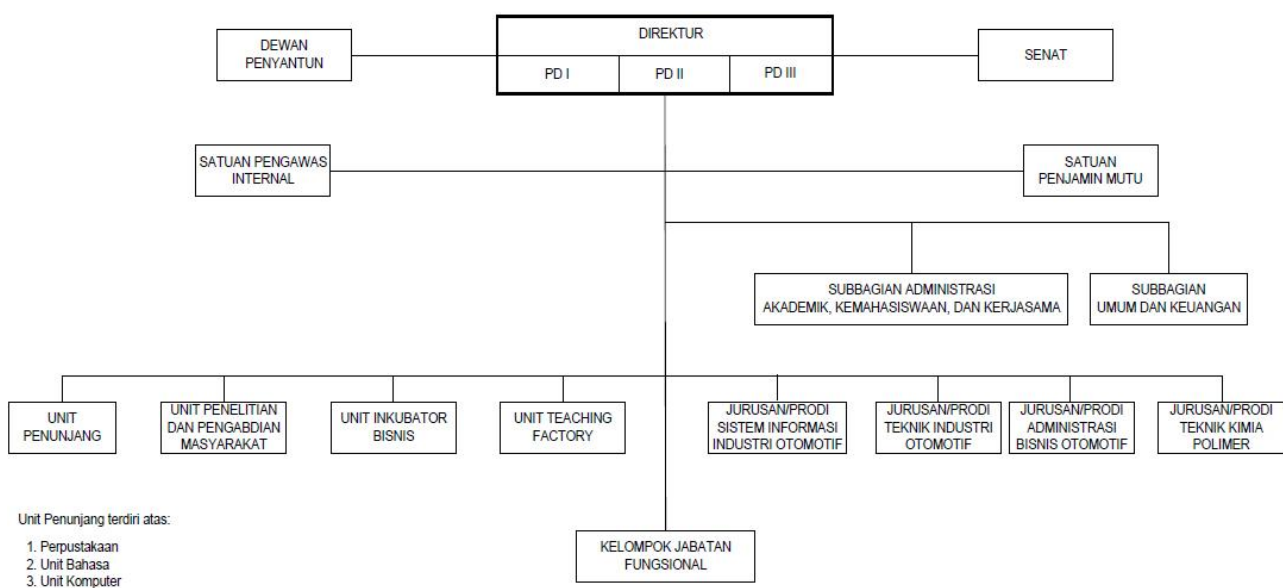 DIREKTUR
DEWAN
PENYANTUN
SENAT
PD I
PD II
PD III
SATUAN PENGAWAS
INTERNAL
SATUAN
PENJAMIN MUTU
SUBBAGIAN ADMINISTRASI
AKADEMIK, KEMAHASISWAAN, DAN KERJASAMA
SUBBAGIAN
UMUM DAN KEUANGAN
UNIT
PENUNJANG
UNIT PENELITIAN
DAN PENGABDIAN
MASYARAKAT
UNIT INKUBATOR
BISNIS
UNIT TEACHING
FACTORY
JURUSAN/PRODI
SISTEM INFORMASI
INDUSTRI OTOMOTIF
JURUSAN/PRODI
TEKNIK INDUSTRI
OTOMOTIF
JURUSAN/PRODI
ADMINISTRASI
BISNIS OTOMOTIF
JURUSAN/PRODI
TEKNIK KIMIA
POLIMER
Unit Penunjang terdiri atas:
1. Perpustakaan
2. Unit Bahasa
3. Unit Komputer
KELOMPOK JABATAN
FUNGSIONAL